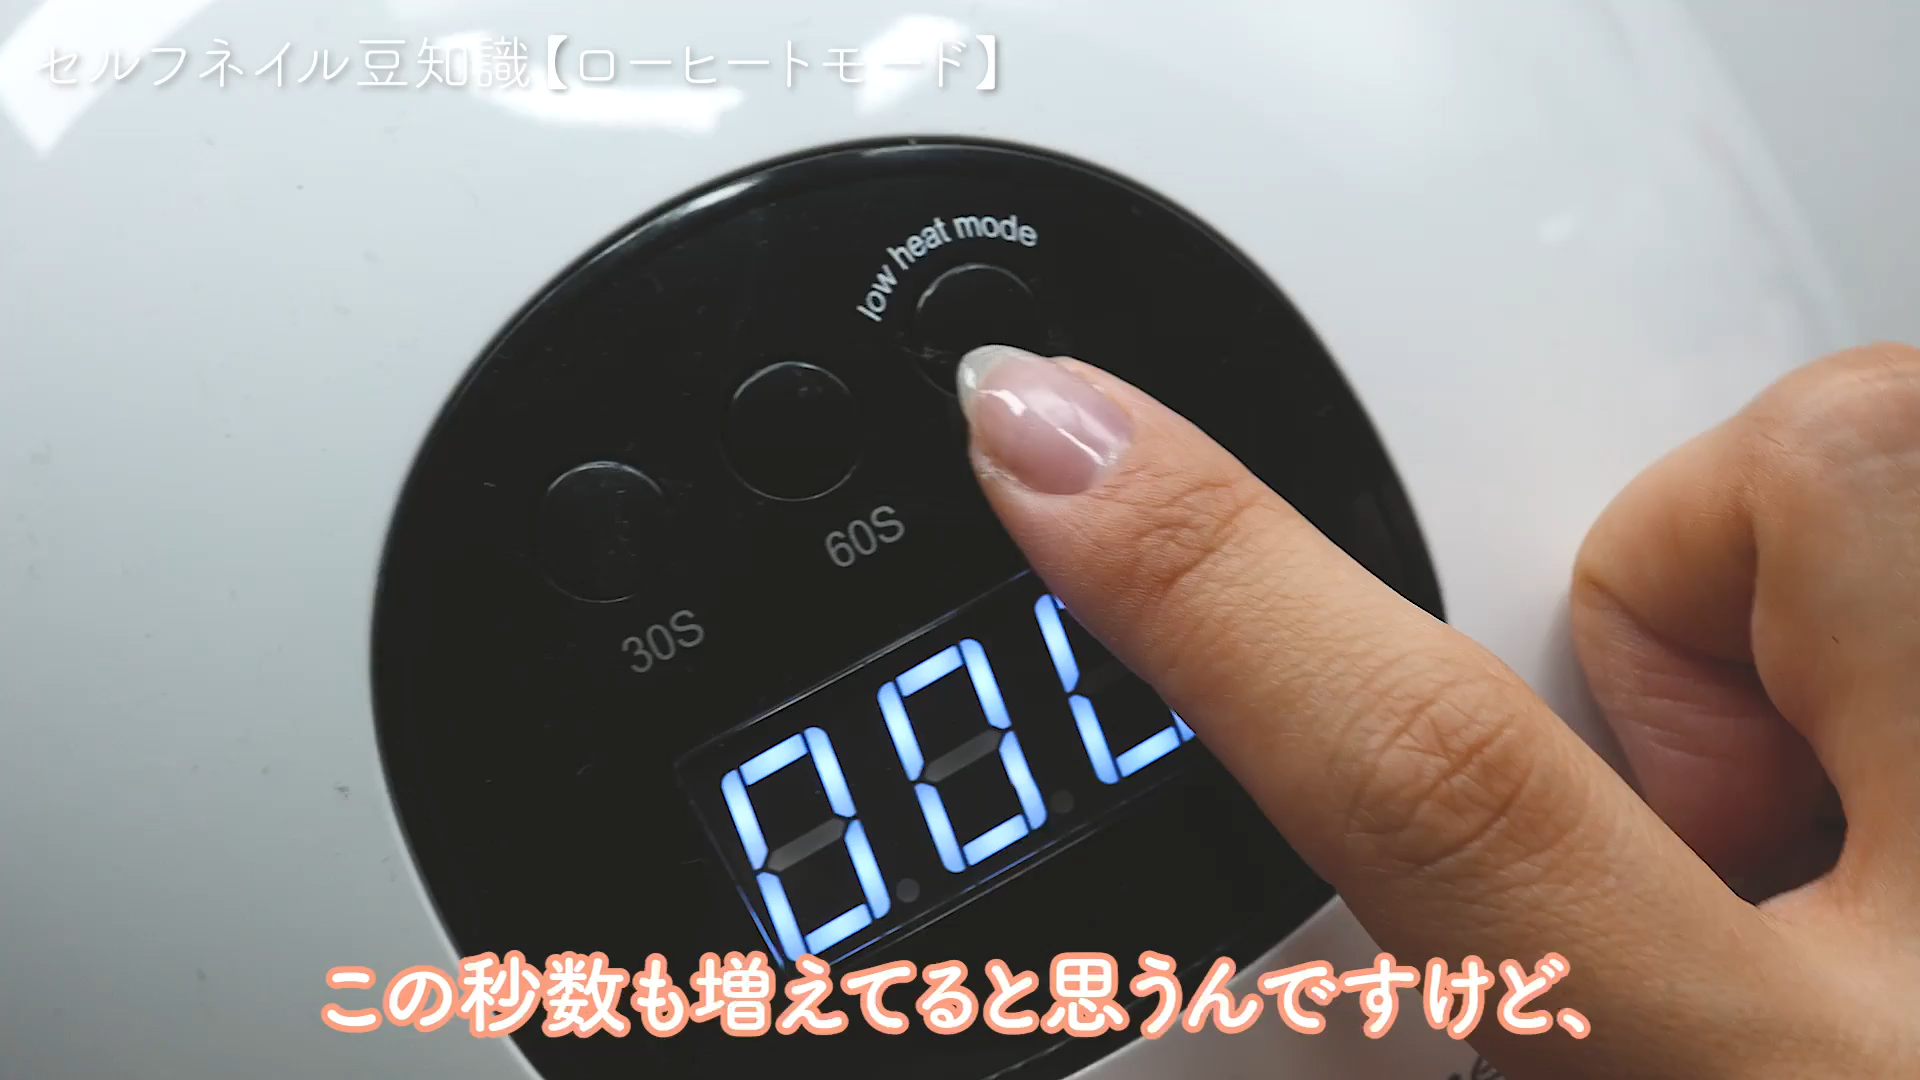 セルフネイル豆知識【ローヒートモード】
low heat mode
60S
30S
00
この秒数も増えてると思うんですけど、